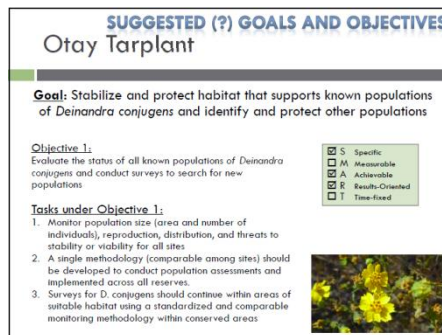 SUGGESTED (?) GOALS AND OBJECTIVES
Otay Tarplant
Goal: Stabilize and protect habitat that supports known populations
of Deinandra conjugens and identify and protect other populations
Objective 1:
Evaluate the status of all known populations of Deinandra
conjugens and conduct surveys to search for new
populations
☑ S Specific
☐ M Measurable
☑ A Achievable
☑ R Results-Oriented
☐ T Time-fixed
Tasks under Objective 1:
1. Monitor population size (area and number of
individuals), reproduction, distribution, and threats to
stability or viability for all sites
2. A single methodology (comparable among sites) should
be developed to conduct population assessments and
implemented across all reserves.
3. Surveys for D. conjugens should continue within areas of
suitable habitat using a standardized and comparable
monitoring methodology within conserved areas